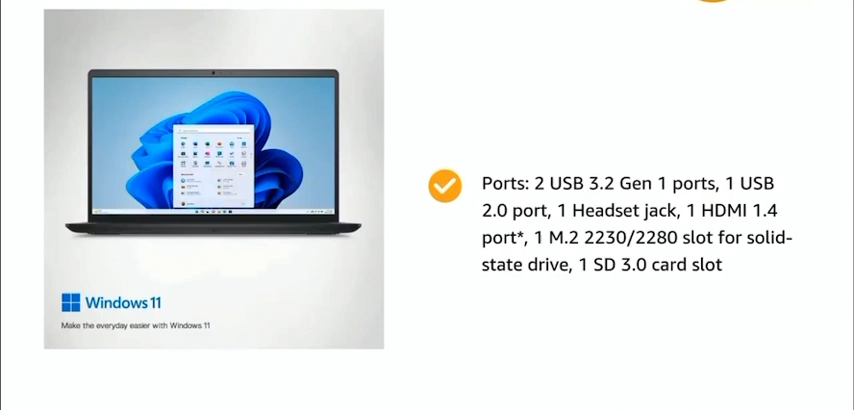 Windows 11
Make the everyday easier with Windows 11
Ports: 2 USB 3.2 Gen 1 ports, 1 USB
2.0 port, 1 Headset jack, 1 HDMI 1.4
port*, 1 M.2 2230/2280 slot for solid-
state drive, 1 SD 3.0 card slot